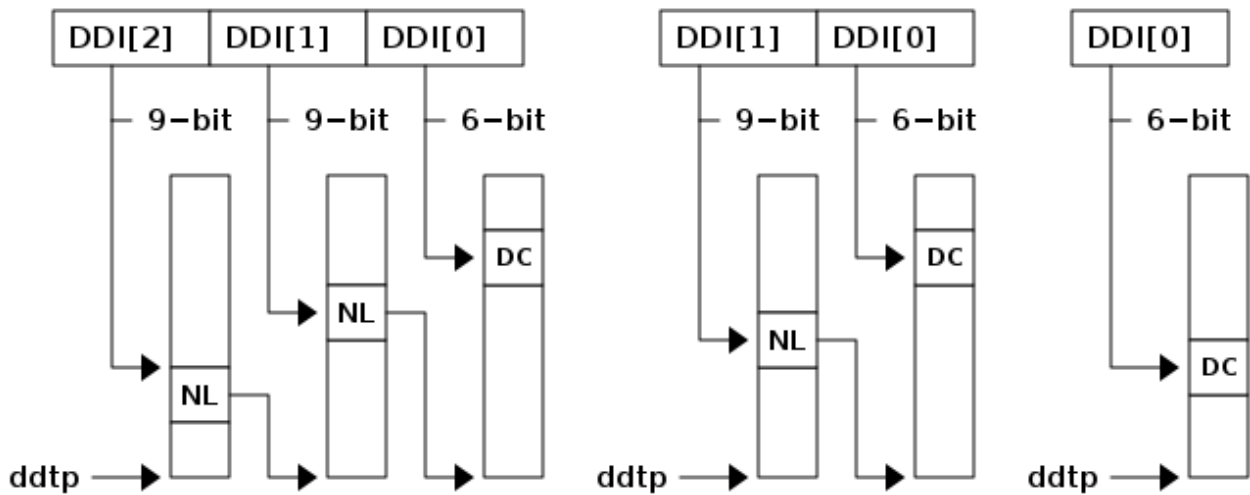 DDI[2] DDI[1] DDI[0] DDI[1] DDI[0] DDI[0]
9-bit 9-bit 6-bit 9-bit 6-bit 6-bit
DC DC
NL NL DC
NL
ddtp ddtp ddtp